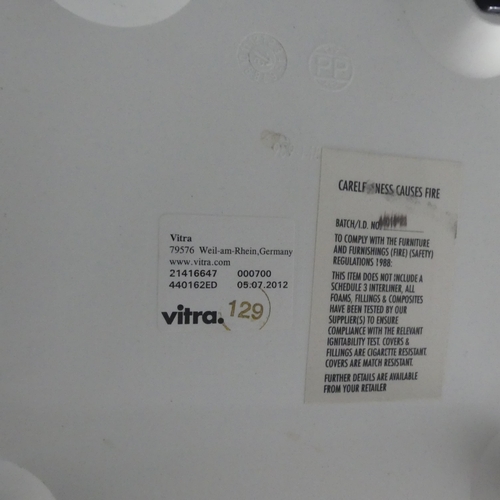 PP
Vitra
79576 Weil-am-Rhein,Germany
www.vitra.com
21416647 000700
440162ED 05.07.2012
vitra. 129
CARELESSNESS CAUSES FIRE
BATCH/I.D. NO.
TO COMPLY WITH THE FURNITURE
AND FURNISHINGS (FIRE) (SAFETY)
REGULATIONS 1988:
THIS ITEM DOES NOT INCLUDE A
SCHEDULE 3 INTERLINER, ALL
FOAMS, FILLINGS & COMPOSITES
HAVE BEEN TESTED BY OUR
SUPPLIER(S) TO ENSURE
COMPLIANCE WITH THE RELEVANT
IGNITABILITY TEST. COVERS &
FILLINGS ARE CIGARETTE RESISTANT.
COVERS ARE MATCH RESISTANT.
FURTHER DETAILS ARE AVAILABLE
FROM YOUR RETAILER